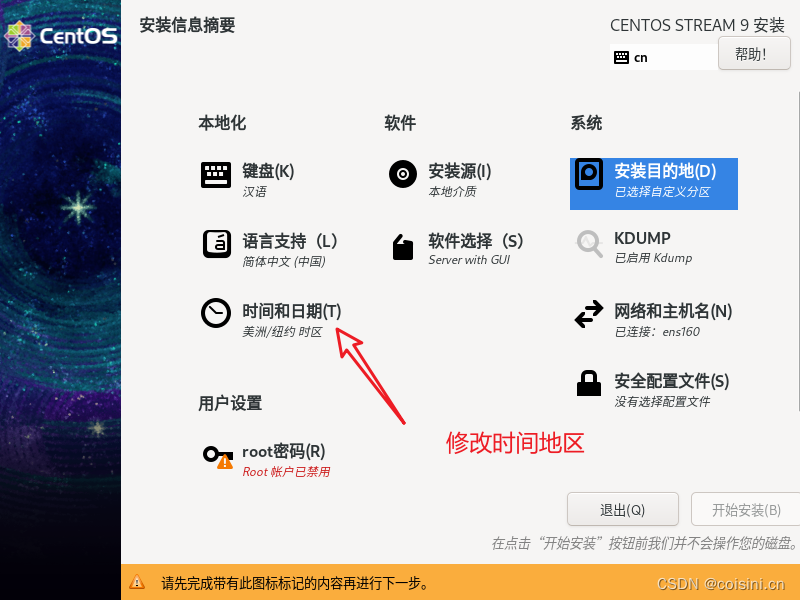 CentOS
安装信息摘要
CENTOS STREAM 9 安装
cn
帮助！
本地化
软件
系统
键盘(K)
汉语
安装源(I)
本地介质
安装目的地(D)
已选择自定义分区
语言支持（L）
简体中文 (中国)
软件选择（S）
Server with GUI
KDUMP
已启用 Kdump
时间和日期(T)
美洲/纽约 时区
网络和主机名(N)
已连接：ens160
安全配置文件(S)
没有选择配置文件
用户设置
修改时间地区
root密码(R)
Root 帐户已禁用
退出(Q)
开始安装(B)
在点击“开始安装”按钮前我们并不会操作您的磁盘。
请先完成带有此图标标记的内容再进行下一步。
CSDN @coisini.cn